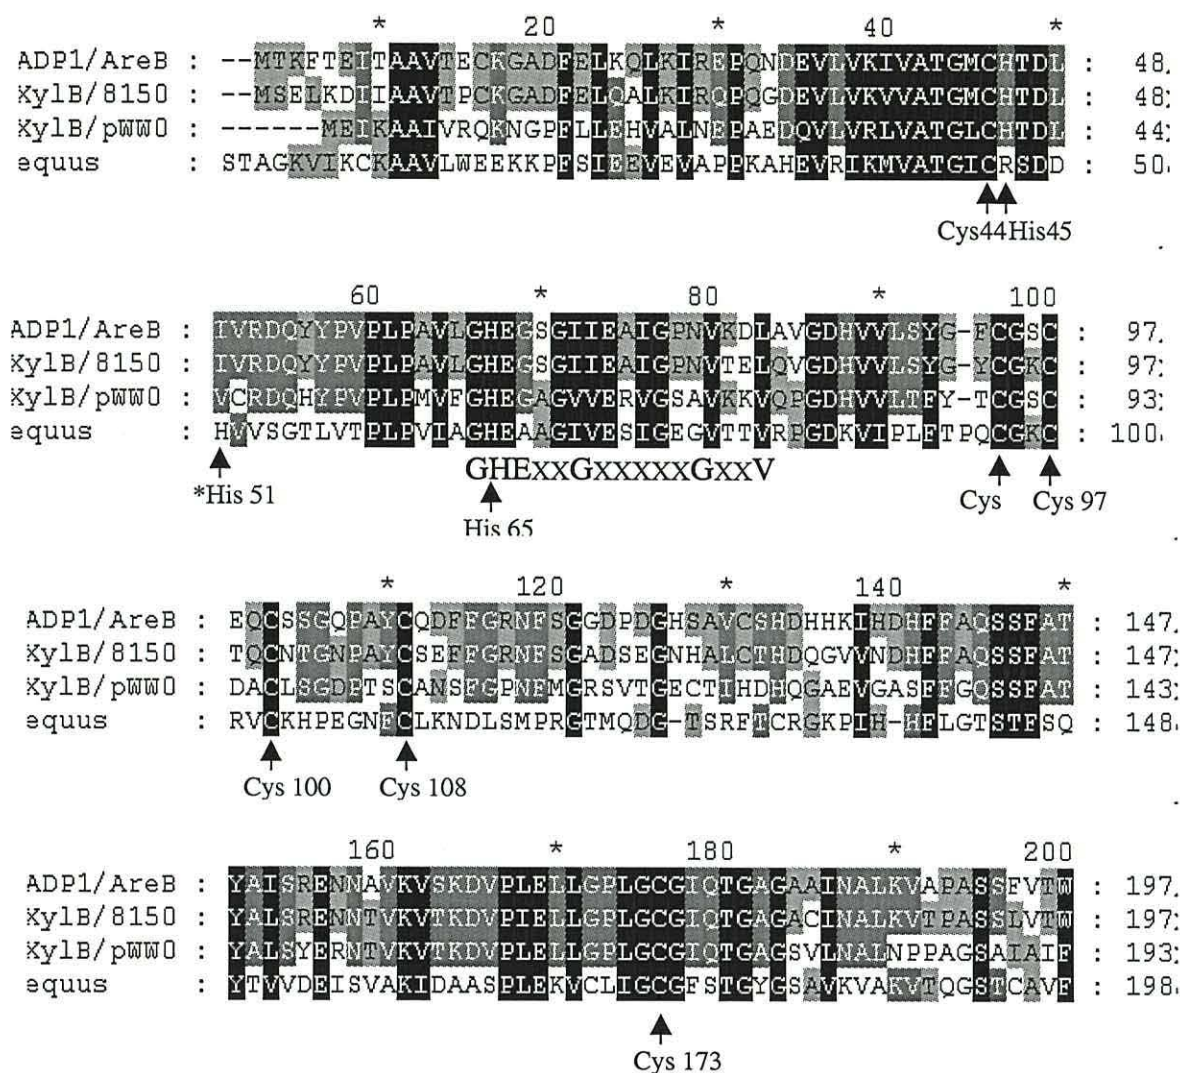 * 20 * 40 *
ADP1/AreB : --MTKFTEITAAVTECKGADFELKQLKIREPQNDEVLVKIVATGMCHTDL : 48
XylB/8150 : --MSELKDIIAAVTPCKGADFELQALKIRQPQGDEVLVKVVATGMCHTDL : 48
XylB/pWW0 : ------MEIKAAIVRQKNGPFLLEHVALNEPAEDQVLVRLVATGLCHTDL : 44
equus : STAGKVIKCKAAVLWEEKKPFSIEEVEVAPPKAHEVRIKMVATGICRSDD : 50
Cys44 His45
60 * 80 * 100
ADP1/AreB : IVRDQYYPVPLPAVLGHEGSGIIEAIGPNVKDLAVGDHVVLSYG-FCGSC : 97
XylB/8150 : IVRDQYYPVPLPAVLGHEGSGIIEAIGPNVTELQVGDHVVLSYG-YCGKC : 97
XylB/pWW0 : VCRDQHYPVPLPMVFGHEGAGVVERVGSAVKKVQPGDHVVLTFY-TCGSC : 93
equus : HVVSGTLVTPLPVIAGHEAAGIVESIGEGVTTVRPGDKVIPLFTPQCGKC : 100
GHExxGxxxxxGxxV
*His 51 His 65 Cys Cys 97
* 120 * 140 *
ADP1/AreB : EQCSSGQPAYCQDFFGRNFSGGDPDGHSAVCSHDHHKIHDHFFAQSSFAT : 147
XylB/8150 : TQCNTGNPAYCSEFFGRNFSGADSEGNHALCTHDQGVVNDHFFAQSSFAT : 147
XylB/pWW0 : DACLSGDPTSCANSFGPNFMGRSVTGECTIHDHQGAEVGASFFGQSSFAT : 143
equus : RVCKHPEGNFCLKNDLSMPRGTMQDG-TSRFTCRGKPIH-HFLGTSTFSQ : 148
Cys 100 Cys 108
160 * 180 * 200
ADP1/AreB : YAISRENNAVKVSKDVPLELLGPLGCGIQTGAGAAINALKVAPASSFVTW : 197
XylB/8150 : YALSRENNTVKVTKDVPIELLGPLGCGIQTGAGACINALKVTPASSLVTW : 197
XylB/pWW0 : YALSYERNTVKVTKDVPLELLGPLGCGIQTGAGSVLNALNPPAGSAIAIF : 193
equus : YTVVDEISVAKIDAASPLEKVCLIGCGFSTGYGSAVKVAKVTQGSTCAVF : 198
Cys 173